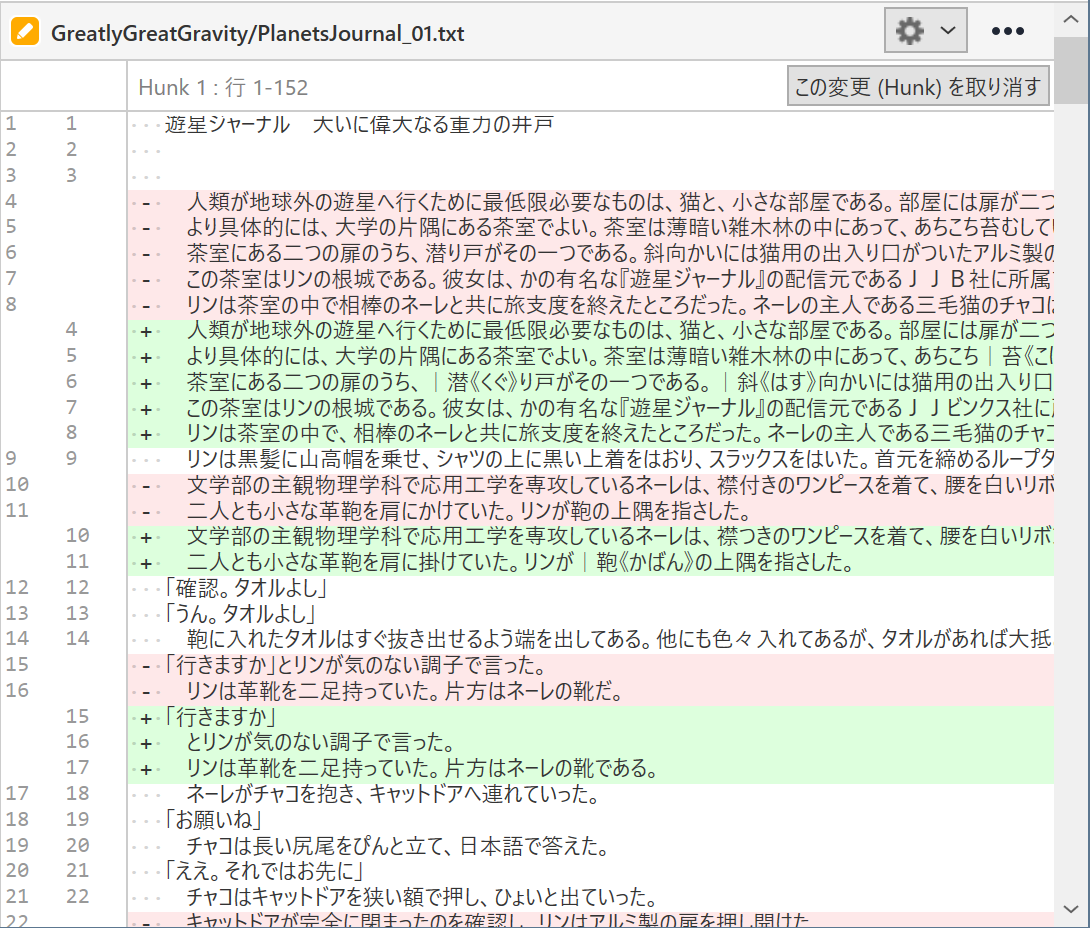 GreatlyGreatGravity/PlanetsJournal_01.txt
Hunk 1 : 行 1-152
この変更 (Hunk) を取り消す
1 1 遊星ジャーナル　大いに偉大なる重力の井戸
2 2
3 3
4 - 人類が地球外の遊星へ行くために最低限必要なものは、猫と、小さな部屋である。部屋には扉が二つ
5 - より具体的には、大学の片隅にある茶室でよい。茶室は薄暗い雑木林の中にあって、あちこち苔むして
6 - 茶室にある二つの扉のうち、潜り戸がその一つである。斜向かいには猫用の出入り口がついたアルミ製の
7 - この茶室はリンの根城である。彼女は、かの有名な『遊星ジャーナル』の配信元であるＪＪＢ社に所属
8 - リンは茶室の中で相棒のネーレと共に旅支度を終えたところだった。ネーレの主人である三毛猫のチャコは
4 + 人類が地球外の遊星へ行くために最低限必要なものは、猫と、小さな部屋である。部屋には扉が二つ
5 + より具体的には、大学の片隅にある茶室でよい。茶室は薄暗い雑木林の中にあって、あちこち｜苔《こ
6 + 茶室にある二つの扉のうち、｜潜《くぐ》り戸がその一つである。｜斜《はす》向かいには猫用の出入り口
7 + この茶室はリンの根城である。彼女は、かの有名な『遊星ジャーナル』の配信元であるＪＪビンクス社に
8 + リンは茶室の中で、相棒のネーレと共に旅支度を終えたところだった。ネーレの主人である三毛猫のチャコ
9 9 リンは黒髪に山高帽を乗せ、シャツの上に黒い上着をはおり、スラックスをはいた。首元を締めるループタ
10 - 文学部の主観物理学科で応用工学を専攻しているネーレは、襟付きのワンピースを着て、腰を白いリボ
11 - 二人とも小さな革鞄を肩にかけていた。リンが鞄の上隅を指さした。
10 + 文学部の主観物理学科で応用工学を専攻しているネーレは、襟つきのワンピースを着て、腰を白いリボ
11 + 二人とも小さな革鞄を肩に掛けていた。リンが｜鞄《かばん》の上隅を指さした。
12 12 「確認。タオルよし」
13 13 「うん。タオルよし」
14 14 鞄に入れたタオルはすぐ抜き出せるよう端を出してある。他にも色々入れてあるが、タオルがあれば大抵
15 - 「行きますか」とリンが気のない調子で言った。
16 - リンは革靴を二足持っていた。片方はネーレの靴だ。
15 + 「行きますか」
16 + とリンが気のない調子で言った。
17 + リンは革靴を二足持っていた。片方はネーレの靴である。
17 18 ネーレがチャコを抱き、キャットドアへ連れていった。
18 19 「お願いね」
19 20 チャコは長い尻尾をぴんと立て、日本語で答えた。
20 21 「ええ。それではお先に」
21 22 チャコはキャットドアを狭い額で押し、ひょいと出ていった。
22 - キャットドアが完全に閉まったのを確認し、リンはアルミ製の扉を押し開けた